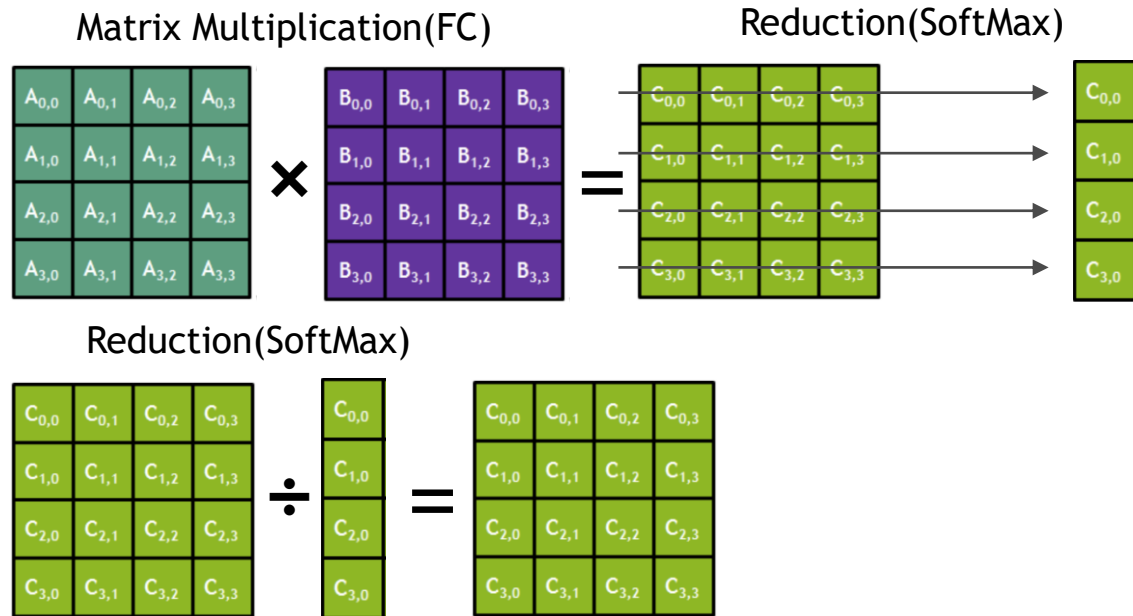 Matrix Multiplication(FC) Reduction(SoftMax)
A0,0 A0,1 A0,2 A0,3 × B0,0 B0,1 B0,2 B0,3 = C0,0 C0,1 C0,2 C0,3 C0,0
A1,0 A1,1 A1,2 A1,3 B1,0 B1,1 B1,2 B1,3 C1,0 C1,1 C1,2 C1,3 C1,0
A2,0 A2,1 A2,2 A2,3 B2,0 B2,1 B2,2 B2,3 C2,0 C2,1 C2,2 C2,3 C2,0
A3,0 A3,1 A3,2 A3,3 B3,0 B3,1 B3,2 B3,3 C3,0 C3,1 C3,2 C3,3 C3,0
Reduction(SoftMax)
C0,0 C0,1 C0,2 C0,3 ÷ C0,0 = C0,0 C0,1 C0,2 C0,3
C1,0 C1,1 C1,2 C1,3 C1,0 C1,0 C1,1 C1,2 C1,3
C2,0 C2,1 C2,2 C2,3 C2,0 C2,0 C2,1 C2,2 C2,3
C3,0 C3,1 C3,2 C3,3 C3,0 C3,0 C3,1 C3,2 C3,3